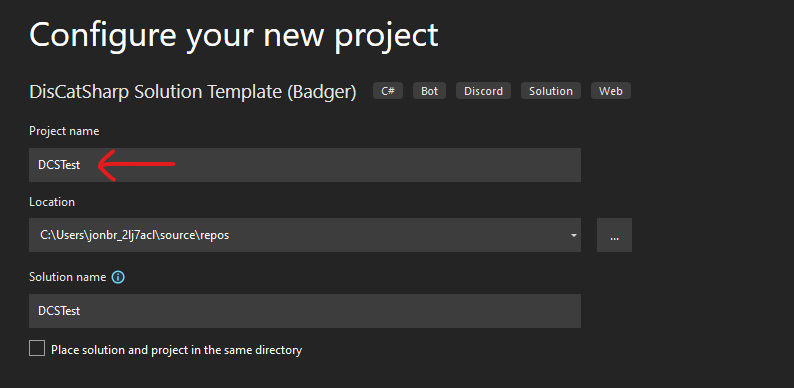 Configure your new project
DisCatSharp Solution Template (Badger) C# Bot Discord Solution Web
Project name
DCSTest
Location
C:\Users\jonbr_2lj7acl\source\repos
...
Solution name
DCSTest
Place solution and project in the same directory